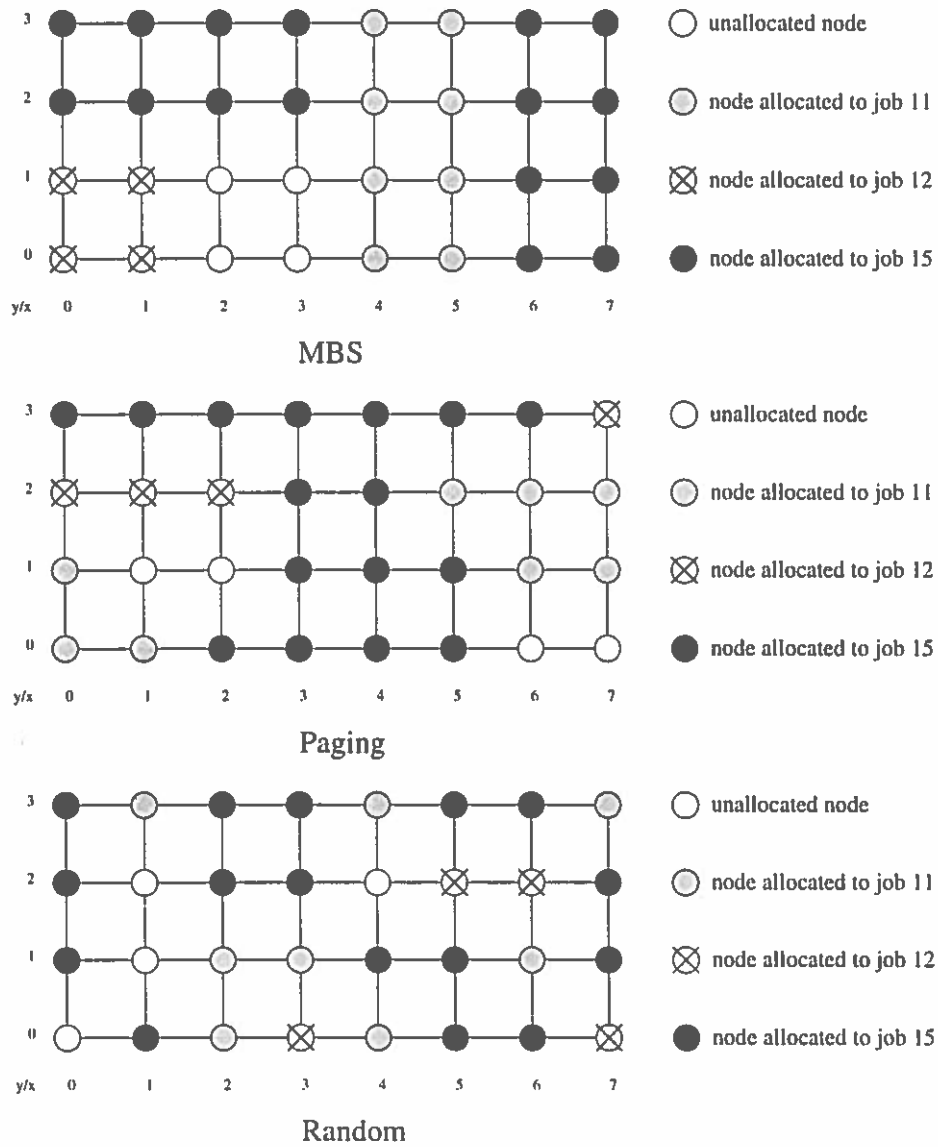 3 unallocated node
2 node allocated to job 11
1 node allocated to job 12
0 node allocated to job 15
y/x 0 1 2 3 4 5 6 7
MBS
3 unallocated node
2 node allocated to job 11
1 node allocated to job 12
0 node allocated to job 15
y/x 0 1 2 3 4 5 6 7
Paging
3 unallocated node
2 node allocated to job 11
1 node allocated to job 12
0 node allocated to job 15
y/x 0 1 2 3 4 5 6 7
Random